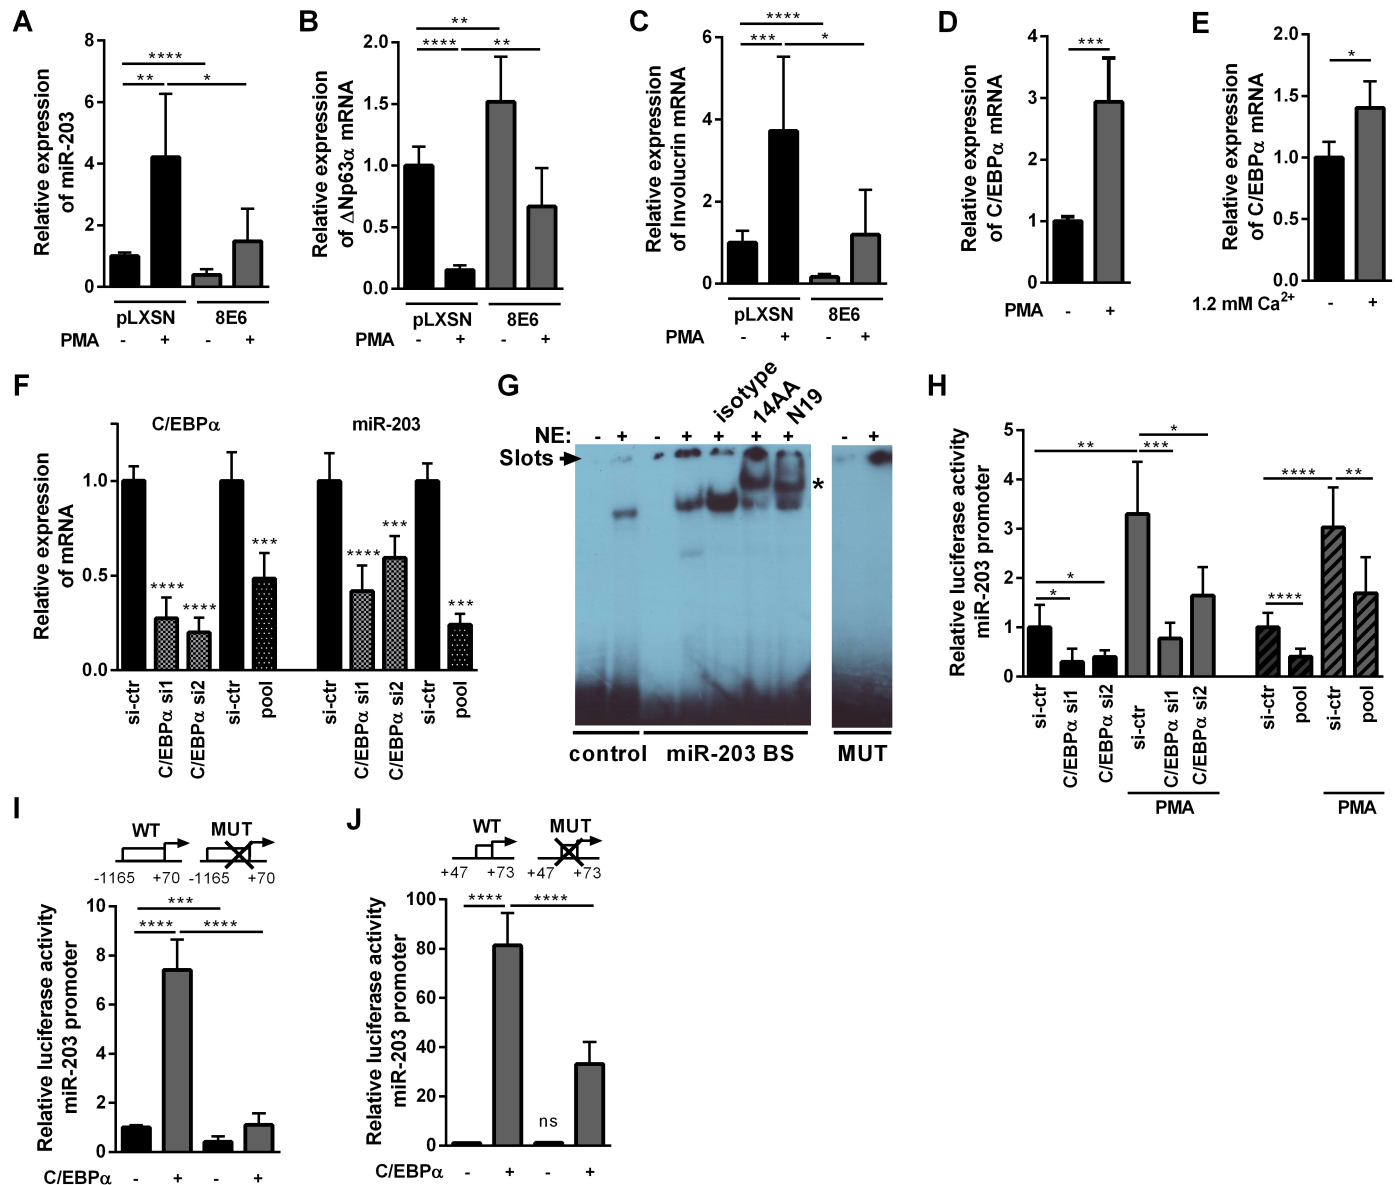 A
Relative expression
of miR-203
8
6
4
2
0
****
**
*
pLXSN
8E6
PMA
-
+
-
+
B
Relative expression
of ΔNp63α mRNA
2.0
1.5
1.0
0.5
0.0
**
****
**
pLXSN
8E6
PMA
-
+
-
+
C
Relative expression
of Involucrin mRNA
6
4
2
0
****
***
*
pLXSN
8E6
PMA
-
+
-
+
D
Relative expression
of C/EBPα mRNA
4
3
2
1
0
***
PMA
-
+
E
Relative expression
of C/EBPα mRNA
2.0
1.5
1.0
0.5
0.0
*
1.2 mM Ca2+
-
+
F
Relative expression
of mRNA
1.0
0.5
0.0
C/EBPα
miR-203
****
****
***
****
***
***
si-ctr
C/EBPα si1
C/EBPα si2
si-ctr
pool
si-ctr
C/EBPα si1
C/EBPα si2
si-ctr
pool
G
isotype
14AA
N19
NE:
-
+
-
+
+
+
+
-
+
Slots
*
control
miR-203 BS
MUT
H
Relative luciferase activity
miR-203 promoter
5
4
3
2
1
0
**
*
***
*
*
****
**
****
si-ctr
C/EBPα si1
C/EBPα si2
si-ctr
C/EBPα si1
C/EBPα si2
si-ctr
pool
si-ctr
pool
PMA
PMA
I
WT
MUT
-1165
+70
-1165
+70
Relative luciferase activity
miR-203 promoter
10
8
6
4
2
0
***
****
****
C/EBPα
-
+
-
+
J
WT
MUT
+47
+73
+47
+73
Relative luciferase activity
miR-203 promoter
100
80
60
40
20
0
****
****
ns
C/EBPα
-
+
-
+